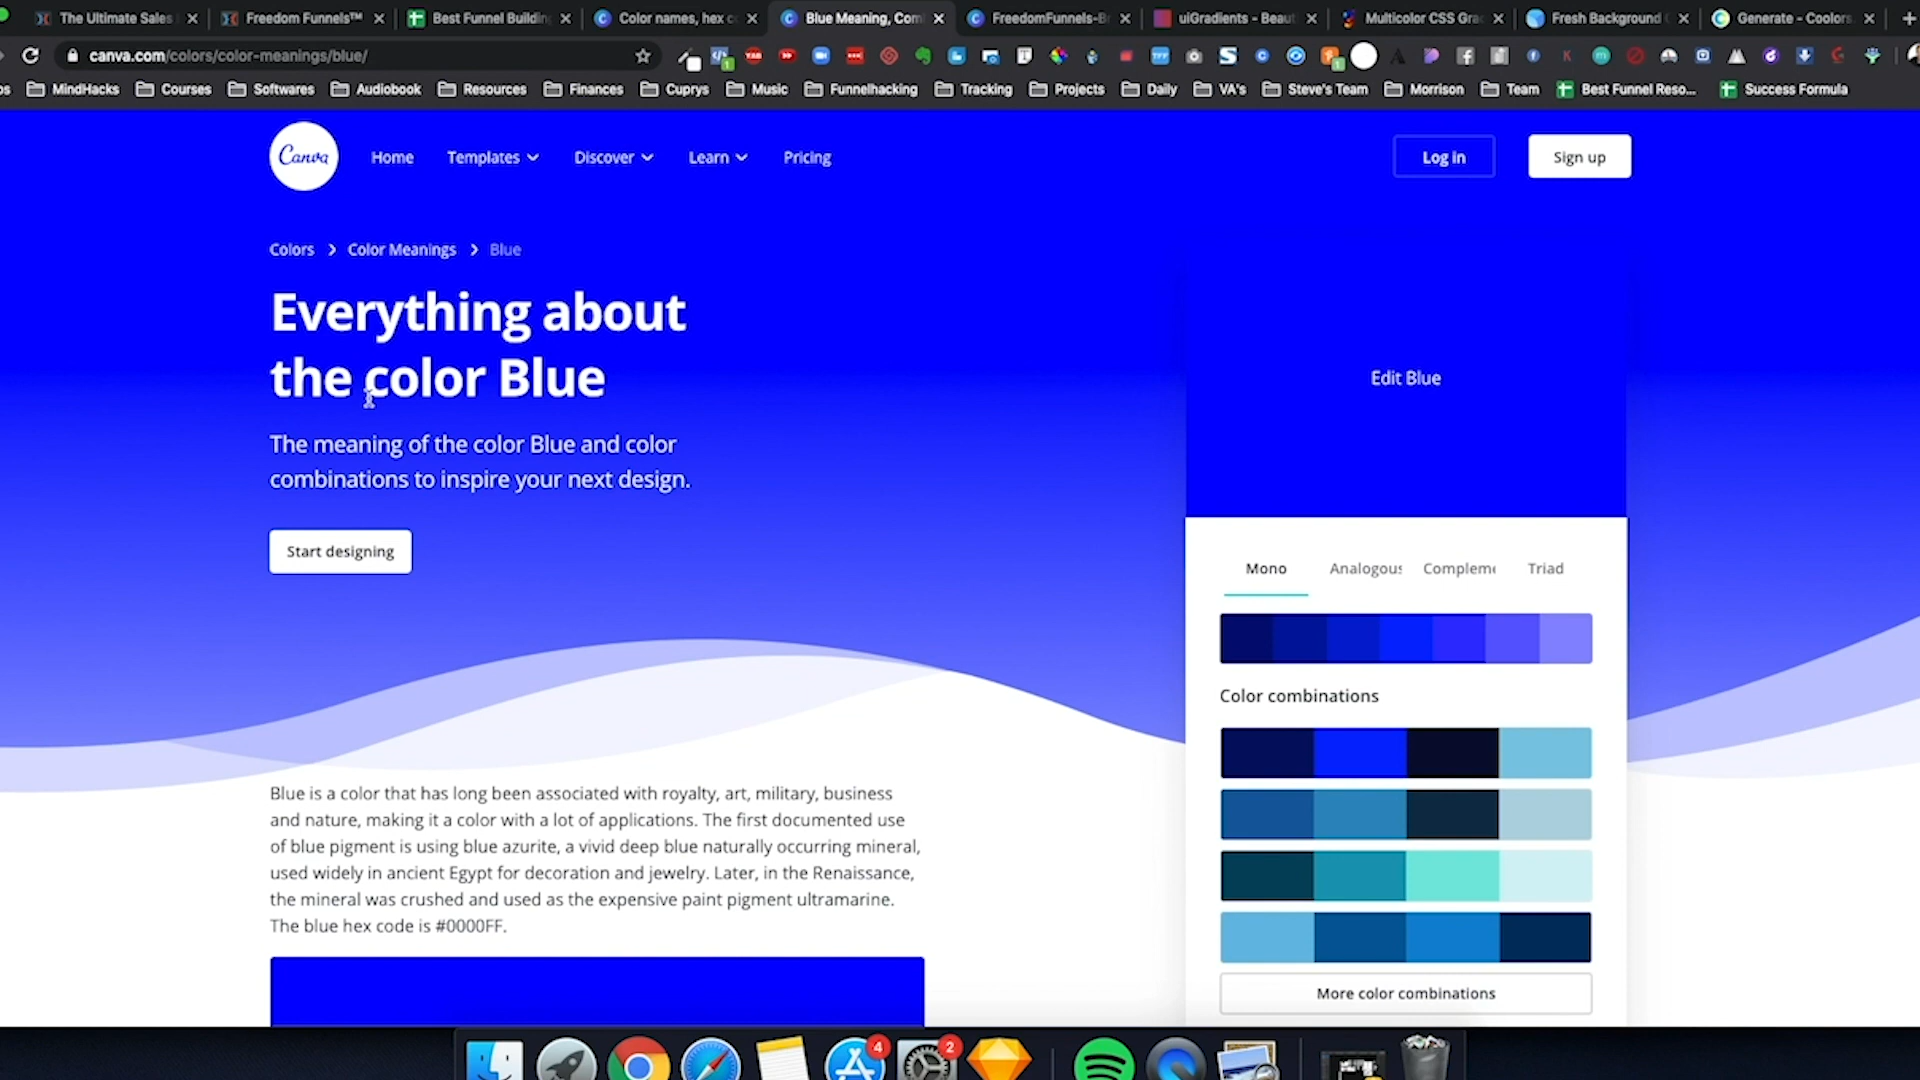 The Ultimate Sales
Freedom Funnels™
Best Funnel Buildin
Color names, hex c
Blue Meaning, Com
FreedomFunnels-B
uiGradients - Beau
Multicolor CSS Gra
Fresh Background
Generate - Coolors
canva.com/colors/color-meanings/blue/
MindHacks
Courses
Softwares
Audiobook
Resources
Finances
Cuprys
Music
Funnelhacking
Tracking
Projects
Daily
VA's
Steve's Team
Morrison
Team
Best Funnel Reso...
Success Formula
Canva
Home
Templates
Discover
Learn
Pricing
Log in
Sign up
Colors > Color Meanings > Blue
Everything about
the color Blue
The meaning of the color Blue and color
combinations to inspire your next design.
Start designing
Edit Blue
Mono
Analogous
Complem
Triad
Color combinations
More color combinations
Blue is a color that has long been associated with royalty, art, military, business
and nature, making it a color with a lot of applications. The first documented use
of blue pigment is using blue azurite, a vivid deep blue naturally occurring mineral,
used widely in ancient Egypt for decoration and jewelry. Later, in the Renaissance,
the mineral was crushed and used as the expensive paint pigment ultramarine.
The blue hex code is #0000FF.
4
2